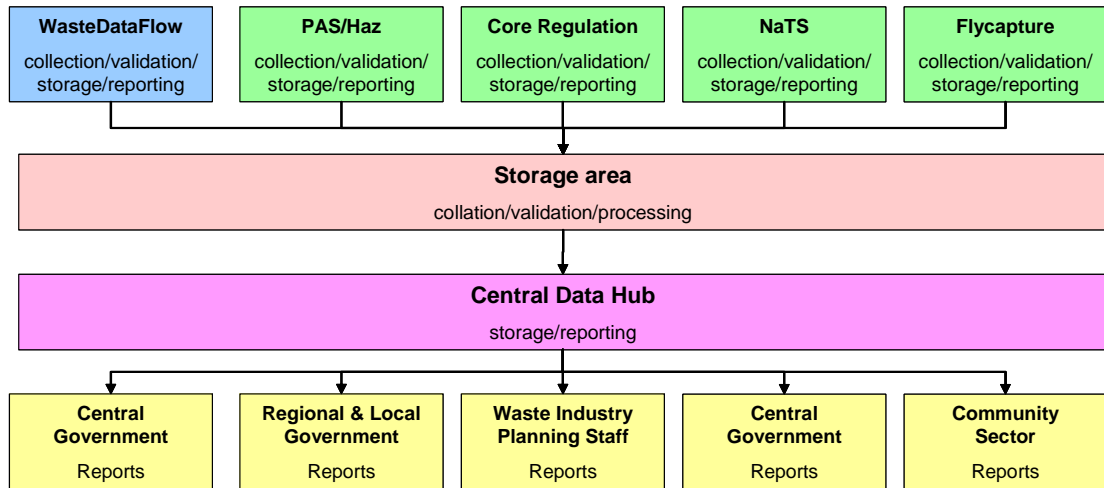 WasteDataFlow
collection/validation/
storage/reporting
PAS/Haz
collection/validation/
storage/reporting
Core Regulation
collection/validation/
storage/reporting
NaTS
collection/validation/
storage/reporting
Flycapture
collection/validation/
storage/reporting
Storage area
collation/validation/processing
Central Data Hub
storage/reporting
Central
Government
Reports
Regional & Local
Government
Reports
Waste Industry
Planning Staff
Reports
Central
Government
Reports
Community
Sector
Reports